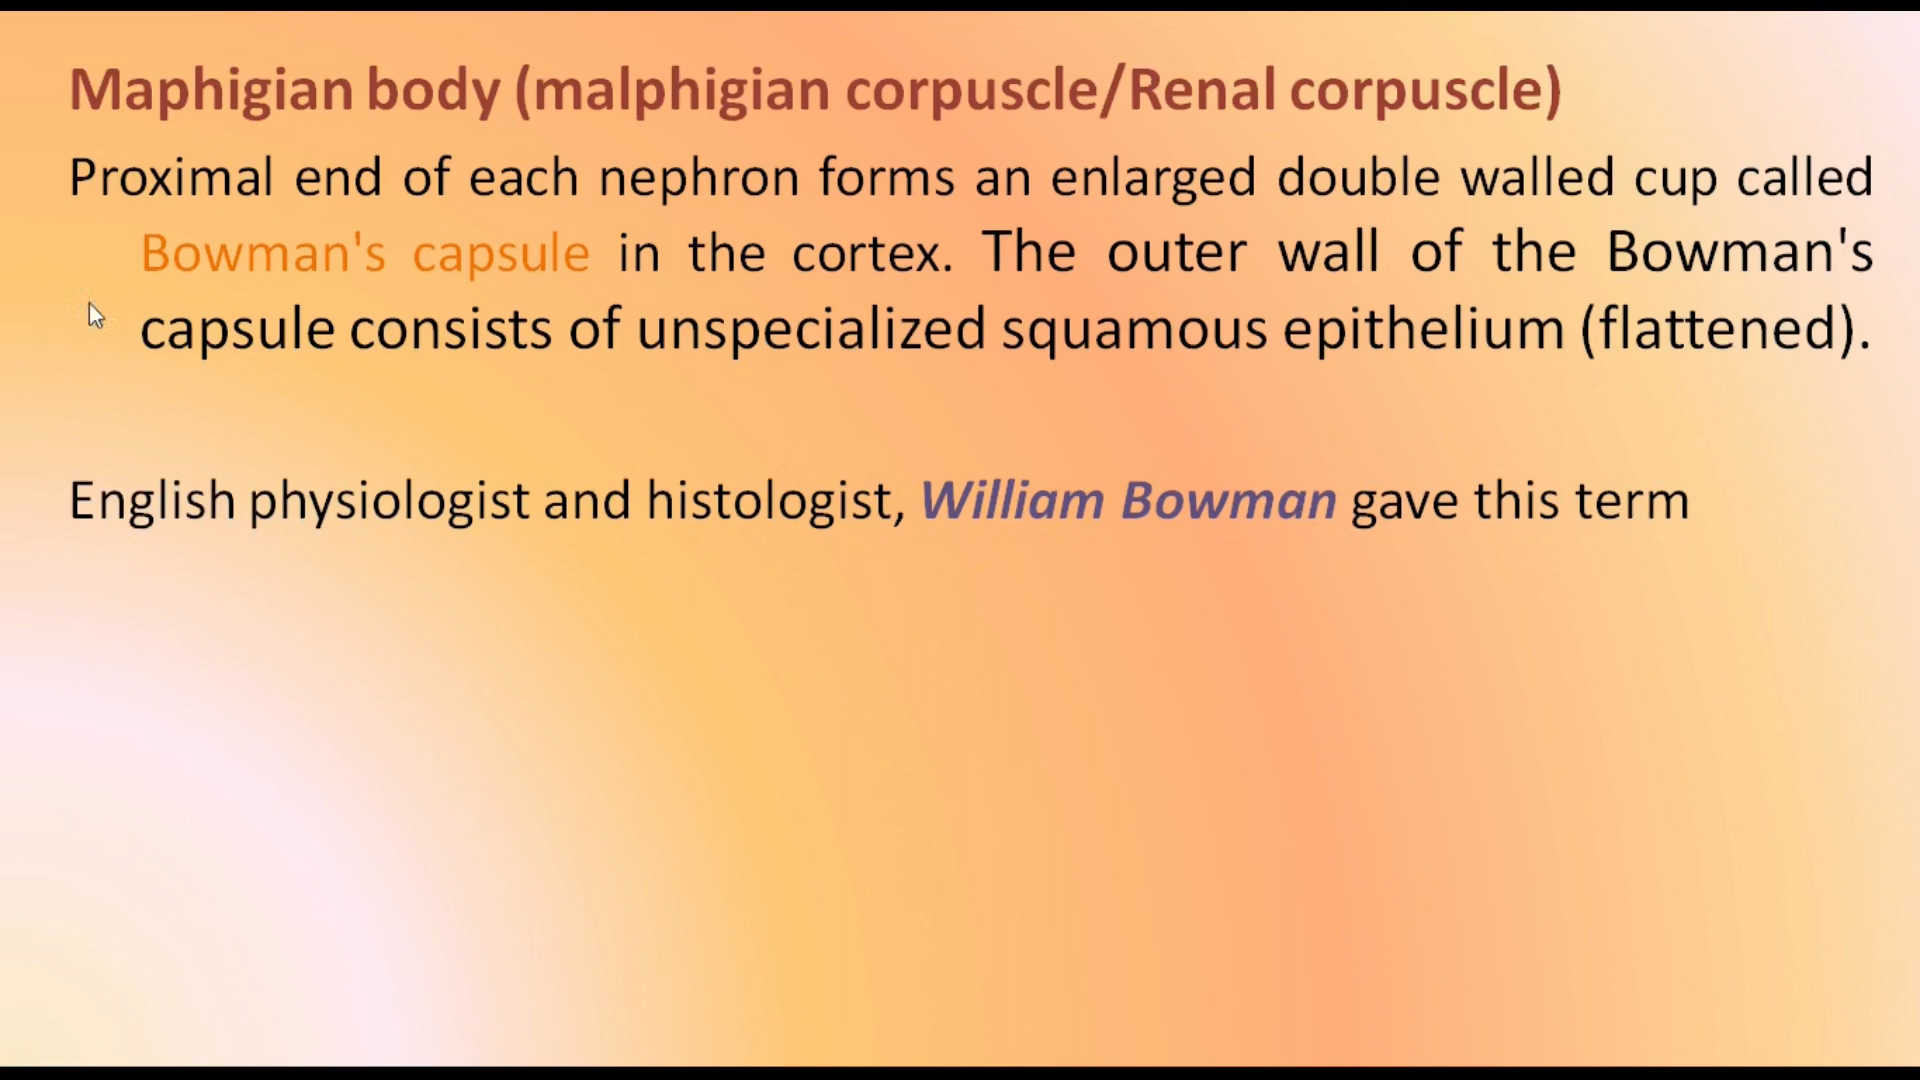 Maphigian body (malphigian corpuscle/Renal corpuscle)
Proximal end of each nephron forms an enlarged double walled cup called
Bowman's capsule in the cortex. The outer wall of the Bowman's
capsule consists of unspecialized squamous epithelium (flattened).
English physiologist and histologist, William Bowman gave this term